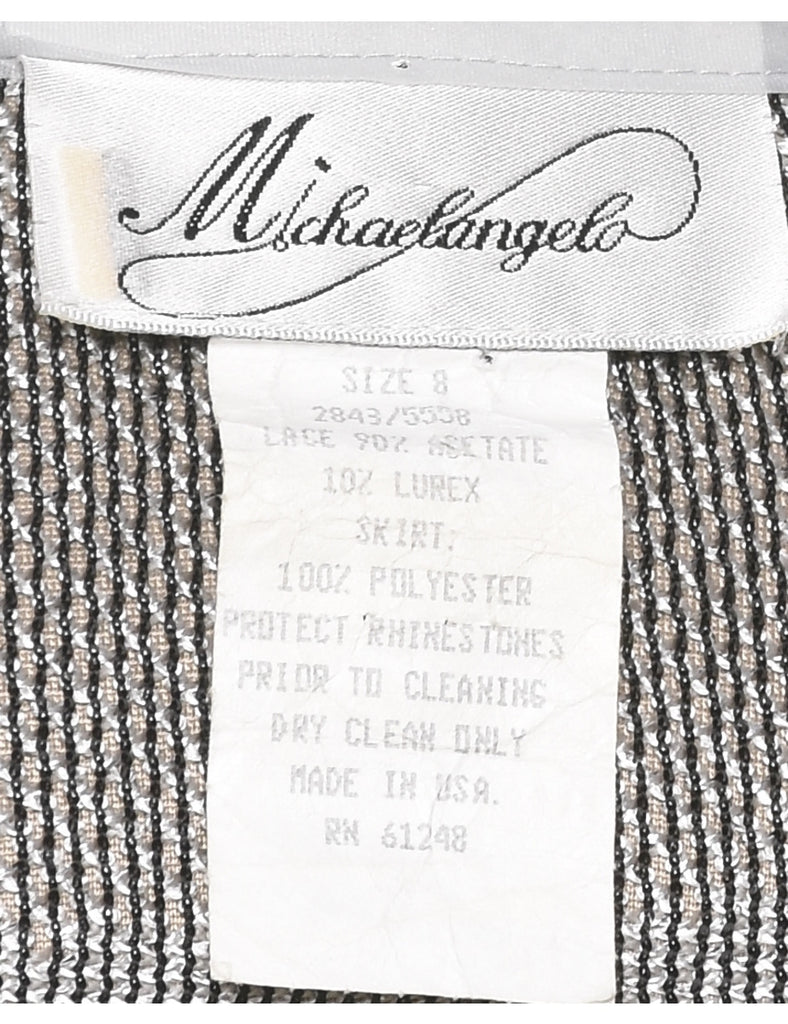 Michaelangelo
SIZE 8
2843/5558
LACE 90% ASETATE
10% LUREX
SKIRT:
100% POLYESTER
PROTECT RHINESTONES
PRIOR TO CLEANING
DRY CLEAN ONLY
MADE IN USA.
RN 61248